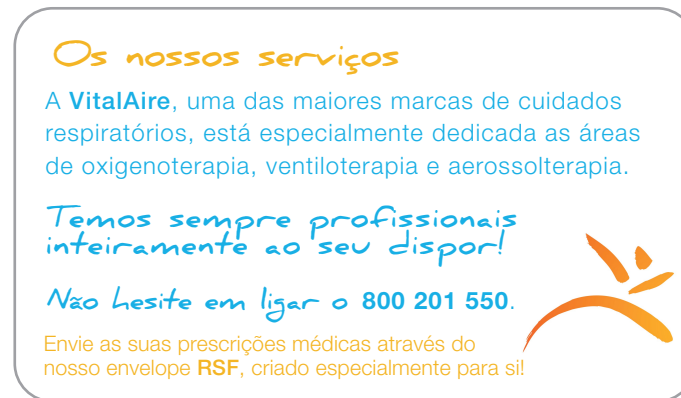 Os nossos serviços
A VitalAire, uma das maiores marcas de cuidados
respiratórios, está especialmente dedicada as áreas
de oxigenoterapia, ventiloterapia e aerossolterapia.
Temos sempre profissionais
inteiramente ao seu dispor!
Não hesite em ligar o 800 201 550.
Envie as suas prescrições médicas através do
nosso envelope RSF, criado especialmente para si!